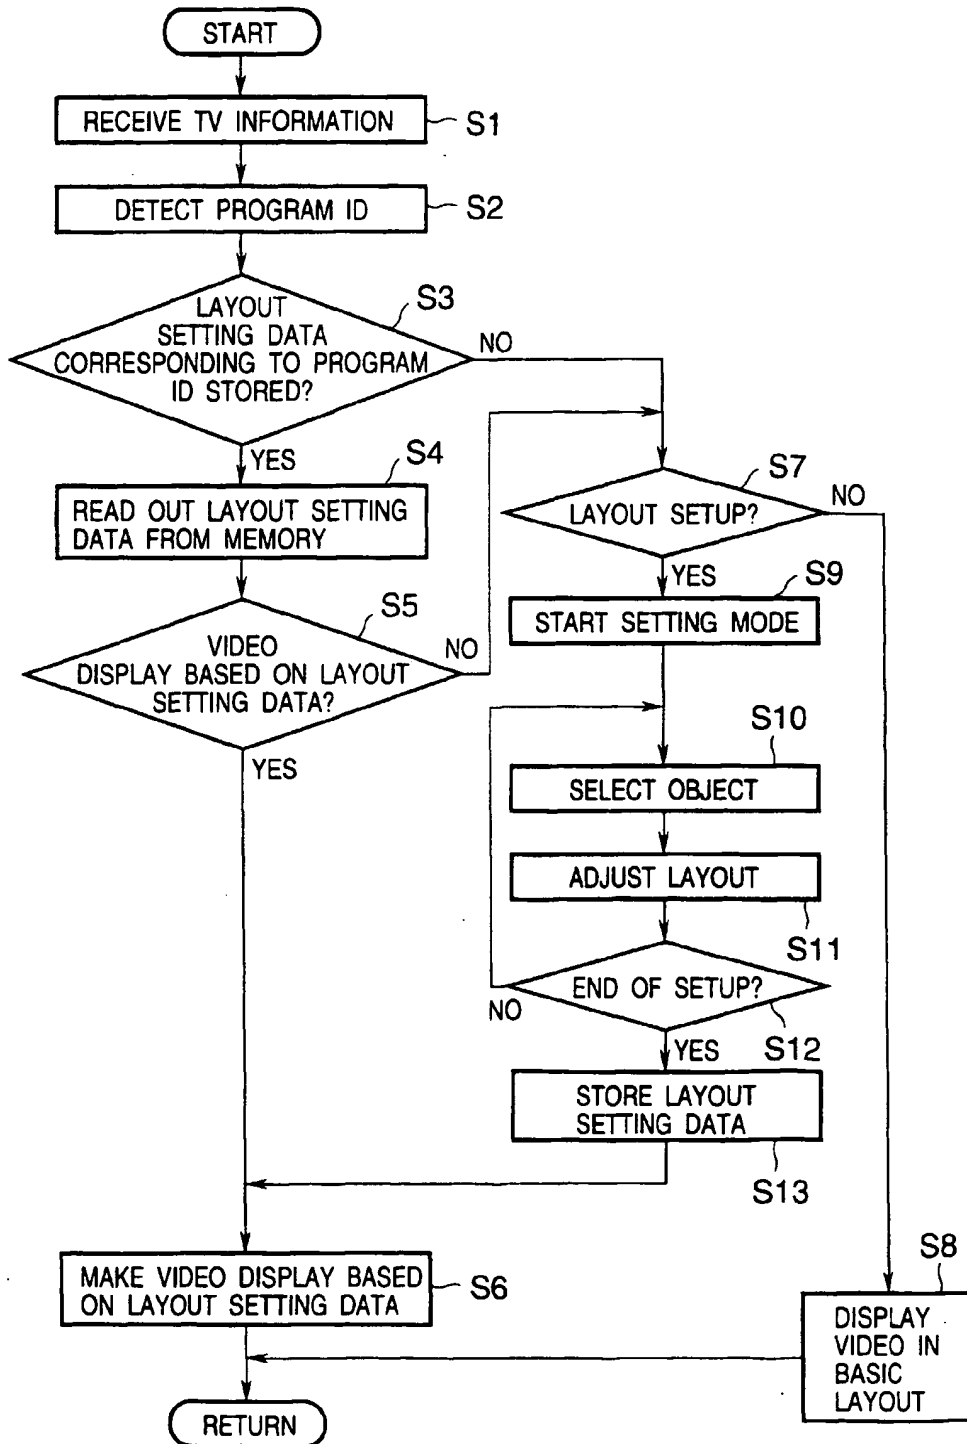 START
RECEIVE TV INFORMATION
S1
DETECT PROGRAM ID
S2
S3
LAYOUT
SETTING DATA
CORRESPONDING TO PROGRAM
ID STORED?
NO
YES
S4
READ OUT LAYOUT SETTING
DATA FROM MEMORY
S5
VIDEO
DISPLAY BASED ON LAYOUT
SETTING DATA?
NO
YES
S7
LAYOUT SETUP?
NO
YES
S9
START SETTING MODE
S10
SELECT OBJECT
ADJUST LAYOUT
S11
END OF SETUP?
NO
S12
YES
STORE LAYOUT
SETTING DATA
S13
MAKE VIDEO DISPLAY BASED
ON LAYOUT SETTING DATA
S6
S8
DISPLAY
VIDEO IN
BASIC
LAYOUT
RETURN